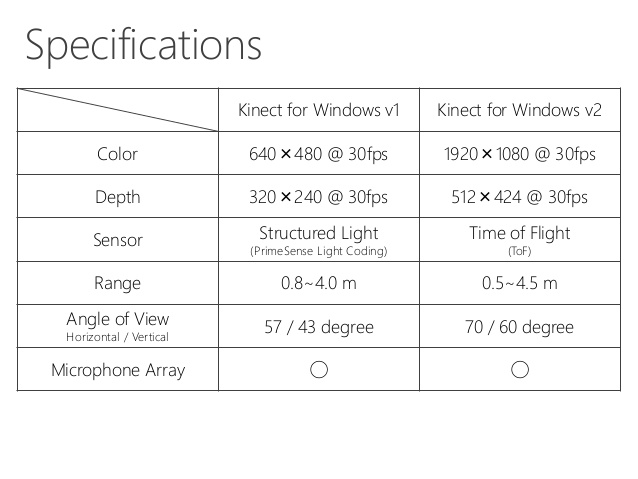 Specifications
Kinect for Windows v1 Kinect for Windows v2
Color 640×480 @ 30fps 1920×1080 @ 30fps
Depth 320×240 @ 30fps 512×424 @ 30fps
Sensor Structured Light Time of Flight
(PrimeSense Light Coding) (ToF)
Range 0.8~4.0 m 0.5~4.5 m
Angle of View 57 / 43 degree 70 / 60 degree
Horizontal / Vertical
Microphone Array ◯ ◯